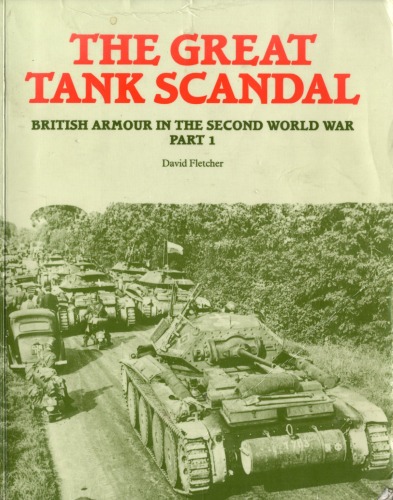 THE GREAT
TANK SCANDAL
BRITISH ARMOUR IN THE SECOND WORLD WAR
PART 1
David Fletcher